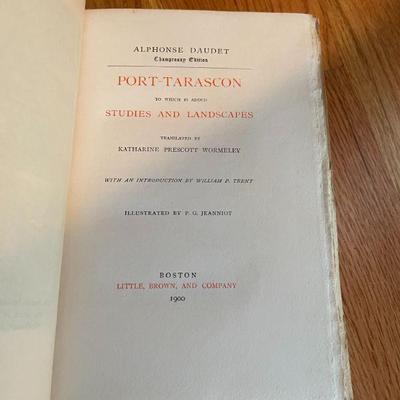 ALPHONSE DAUDET
Champrosay Edition
PORT-TARASCON
TO WHICH IS ADDED
STUDIES AND LANDSCAPES
TRANSLATED BY
KATHARINE PRESCOTT WORMELEY
WITH AN INTRODUCTION BY WILLIAM P. TRENT
ILLUSTRATED BY P. G. JEANNIOT
BOSTON
LITTLE, BROWN, AND COMPANY
1900